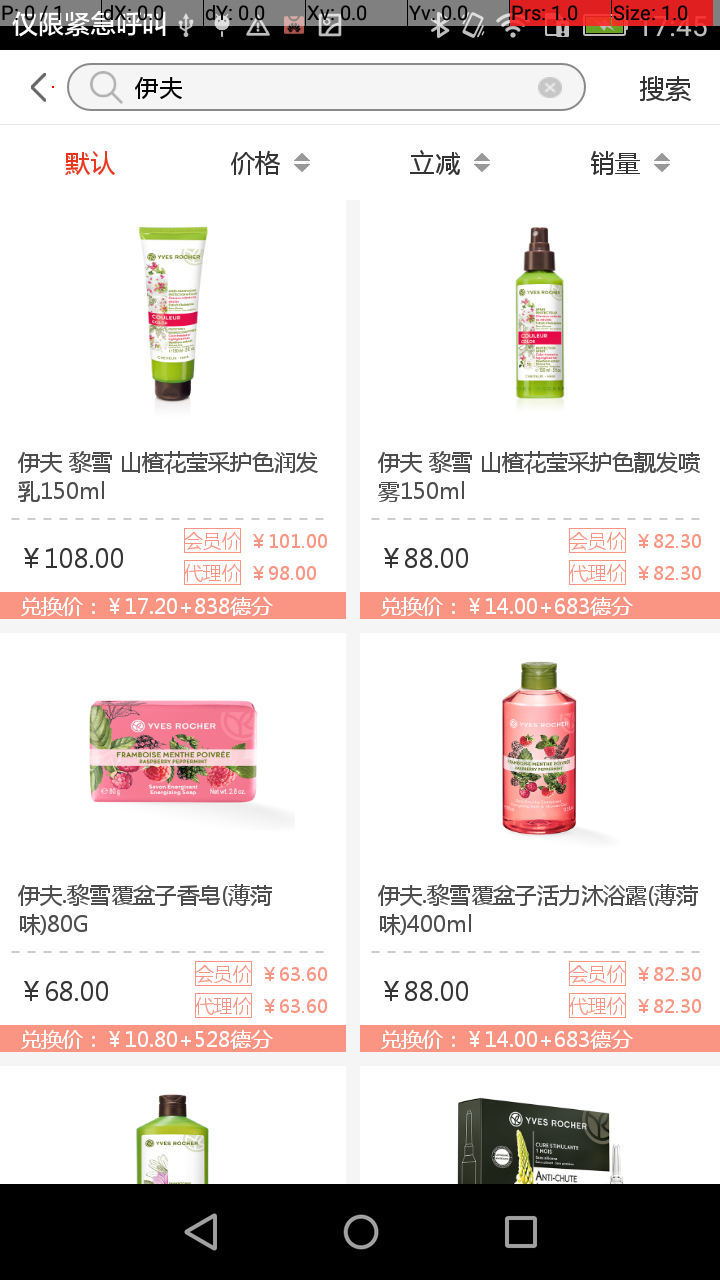 P: 0 / 1 dX: 0.0 dY: 0.0 Xv: 0.0 Yv: 0.0 Prs: 1.0 Size: 1.0
仅限紧急呼叫 17:45
伊夫 搜索
默认 价格 立减 销量
YVES ROCHER
COULEUR
COLOR
YVES ROCHER
COULEUR
COLOR
伊夫 黎雪 山楂花莹采护色润发
乳150ml
¥108.00
会员价 ¥101.00
代理价 ¥98.00
兑换价：¥17.20+838德分
伊夫 黎雪 山楂花莹采护色靓发喷
雾150ml
¥88.00
会员价 ¥82.30
代理价 ¥82.30
兑换价：¥14.00+683德分
YVES ROCHER
FRAMBOISE MENTHE POIVRÉE
RASPBERRY PEPPERMINT
Savon Énergisant
Energizing Soap
80 g
Net wt. 2.8 oz.
YVES ROCHER
FRAMBOISE MENTHE POIVRÉE
RASPBERRY PEPPERMINT
伊夫.黎雪覆盆子香皂(薄菏
味)80G
¥68.00
会员价 ¥63.60
代理价 ¥63.60
兑换价：¥10.80+528德分
伊夫.黎雪覆盆子活力沐浴露(薄菏
味)400ml
¥88.00
会员价 ¥82.30
代理价 ¥82.30
兑换价：¥14.00+683德分
YVES ROCHER
YVES ROCHER
CURE STIMULANTE
1 MOIS
ANTI-CHUTE